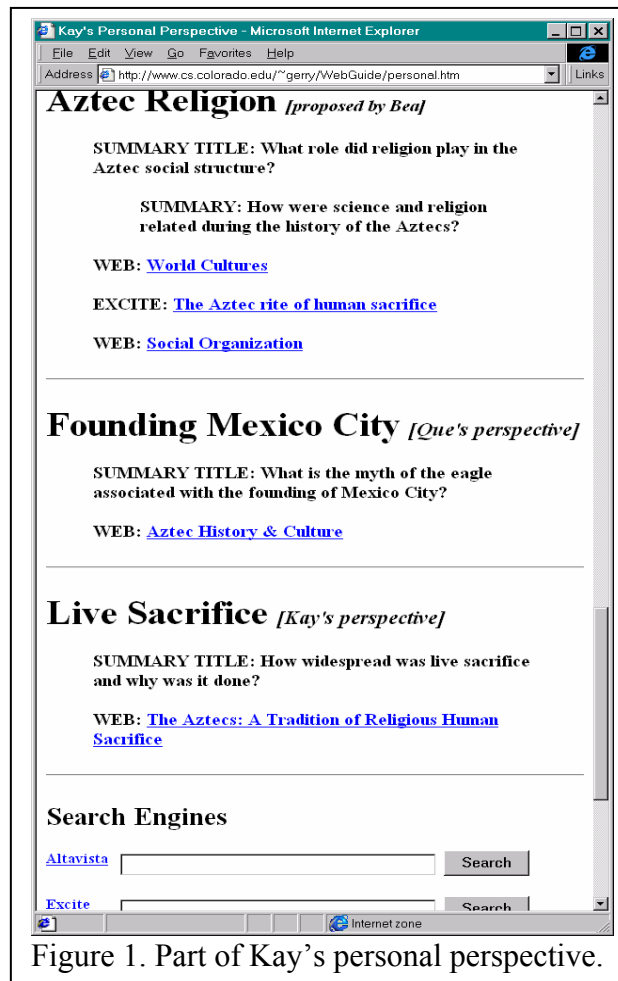 Kay's Personal Perspective - Microsoft Internet Explorer
File Edit View Go Favorites Help
Address http://www.cs.colorado.edu/~gerry/WebGuide/personal.htm Links
Aztec Religion [proposed by Bea]
SUMMARY TITLE: What role did religion play in the
Aztec social structure?
SUMMARY: How were science and religion
related during the history of the Aztecs?
WEB: World Cultures
EXCITE: The Aztec rite of human sacrifice
WEB: Social Organization
Founding Mexico City [Que's perspective]
SUMMARY TITLE: What is the myth of the eagle
associated with the founding of Mexico City?
WEB: Aztec History & Culture
Live Sacrifice [Kay's perspective]
SUMMARY TITLE: How widespread was live sacrifice
and why was it done?
WEB: The Aztecs: A Tradition of Religious Human
Sacrifice
Search Engines
Altavista Search
Excite Search
Internet zone
Figure 1. Part of Kay’s personal perspective.